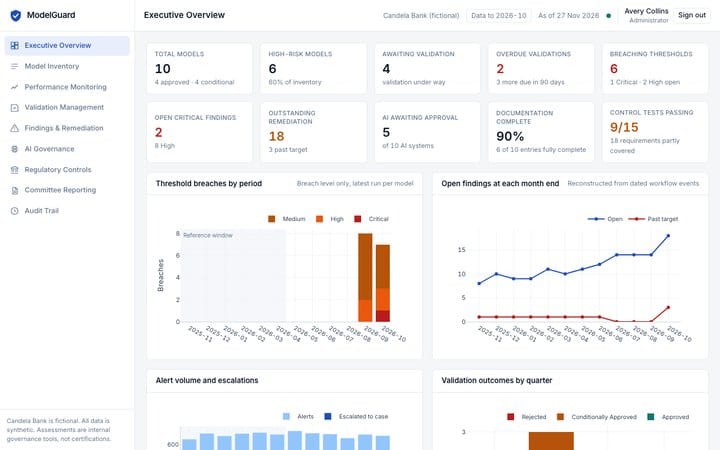 ModelGuard
Executive Overview
Model Inventory
Performance Monitoring
Validation Management
Findings & Remediation
AI Governance
Regulatory Controls
Committee Reporting
Audit Trail
Candela Bank is fictional. All data is
synthetic. Assessments are internal
governance tools, not certifications.
Executive Overview
Candela Bank (fictional)
Data to 2026-10
As of 27 Nov 2026
Avery Collins
Administrator
Sign out
TOTAL MODELS
10
4 approved · 4 conditional
HIGH-RISK MODELS
6
60% of inventory
AWAITING VALIDATION
4
validation under way
OVERDUE VALIDATIONS
2
3 more due in 90 days
BREACHING THRESHOLDS
6
1 Critical · 2 High open
OPEN CRITICAL FINDINGS
2
8 High
OUTSTANDING
REMEDIATION
18
3 past target
AI AWAITING APPROVAL
5
of 10 AI systems
DOCUMENTATION
COMPLETE
90%
6 of 10 entries fully complete
CONTROL TESTS PASSING
9/15
18 requirements partly
covered
Threshold breaches by period
Breach level only, latest run per model
Medium
High
Critical
Reference window
Breaches
8
6
4
2
0
2025-11
2025-12
2026-01
2026-02
2026-03
2026-04
2026-05
2026-06
2026-07
2026-08
2026-09
2026-10
Open findings at each month end
Reconstructed from dated workflow events
Open
Past target
15
10
5
0
2025-11
2025-12
2026-01
2026-02
2026-03
2026-04
2026-05
2026-06
2026-07
2026-08
2026-09
2026-10
Alert volume and escalations
Alerts
Escalated to case
600
Validation outcomes by quarter
Rejected
Conditionally Approved
Approved
3